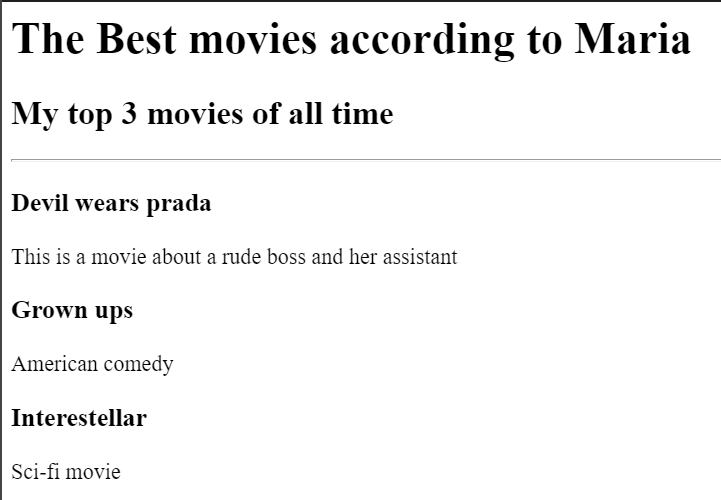 The Best movies according to Maria
My top 3 movies of all time
Devil wears prada
This is a movie about a rude boss and her assistant
Grown ups
American comedy
Interestellar
Sci-fi movie